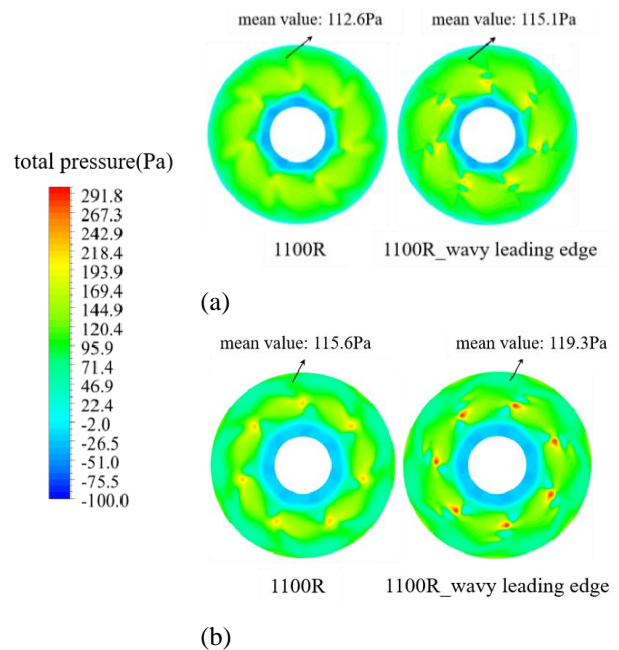 mean value: 112.6Pa
mean value: 115.1Pa
total pressure(Pa)
291.8
267.3
242.9
218.4
193.9
169.4
144.9
120.4
95.9
71.4
46.9
22.4
-2.0
-26.5
-51.0
-75.5
-100.0
1100R
1100R_wavy leading edge
(a)
mean value: 115.6Pa
mean value: 119.3Pa
1100R
1100R_wavy leading edge
(b)